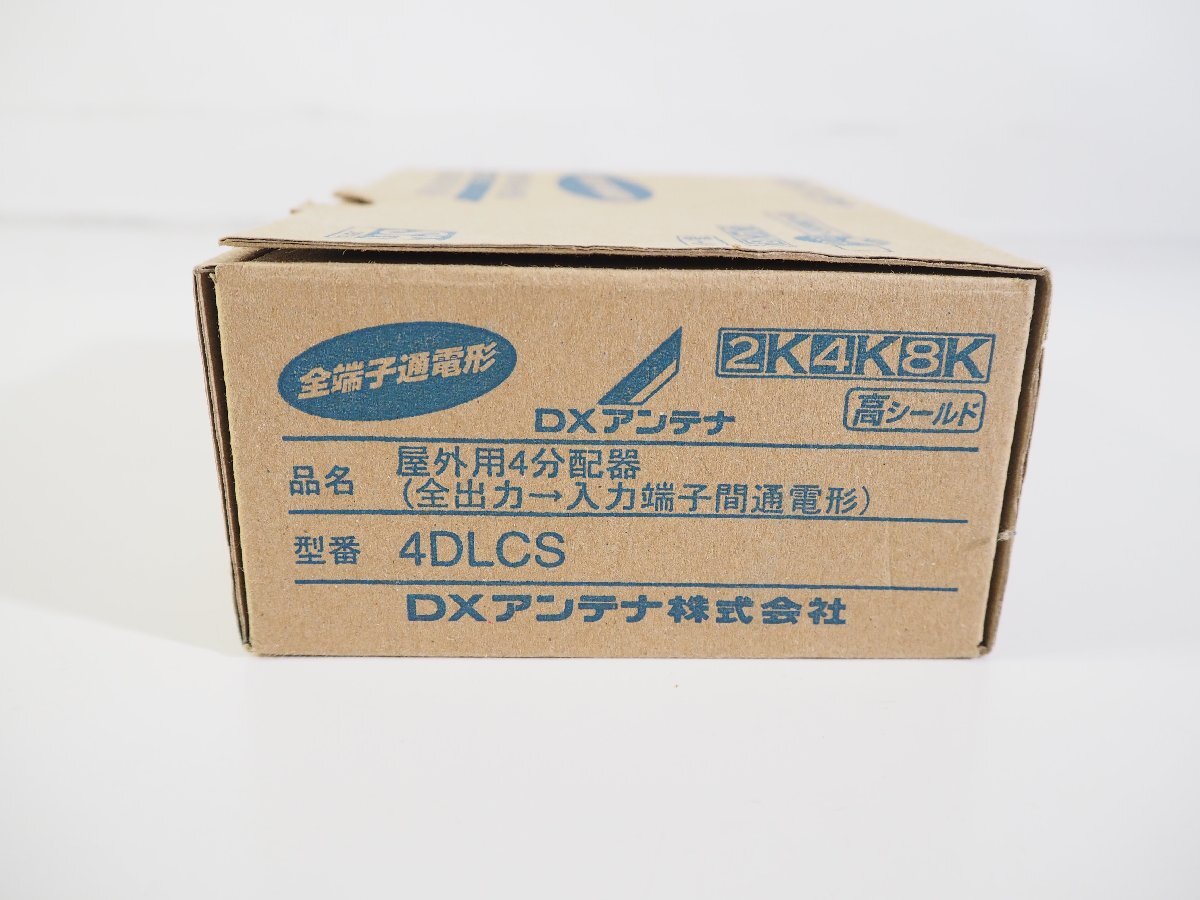 全端子通電形
DXアンテナ
2K4K8K
高シールド
品名 屋外用4分配器
(全出力→入力端子間通電形)
型番 4DLCS
DXアンテナ株式会社